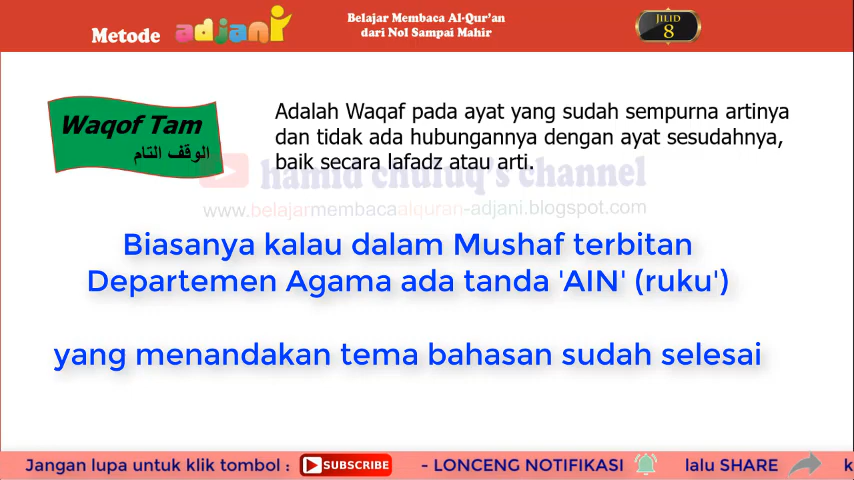 Metode adjani
Belajar Membaca Al-Qur'an
dari Nol Sampai Mahir
JILID
8
Waqof Tam
الوقف التام
Adalah Waqaf pada ayat yang sudah sempurna artinya
dan tidak ada hubungannya dengan ayat sesudahnya,
baik secara lafadz atau arti.
hamid chufuq's channel
www.belajarmembacaalquran-adjani.blogspot.com
Biasanya kalau dalam Mushaf terbitan
Departemen Agama ada tanda 'AIN' (ruku')
yang menandakan tema bahasan sudah selesai
Jangan lupa untuk klik tombol : SUBSCRIBE - LONCENG NOTIFIKASI lalu SHARE k